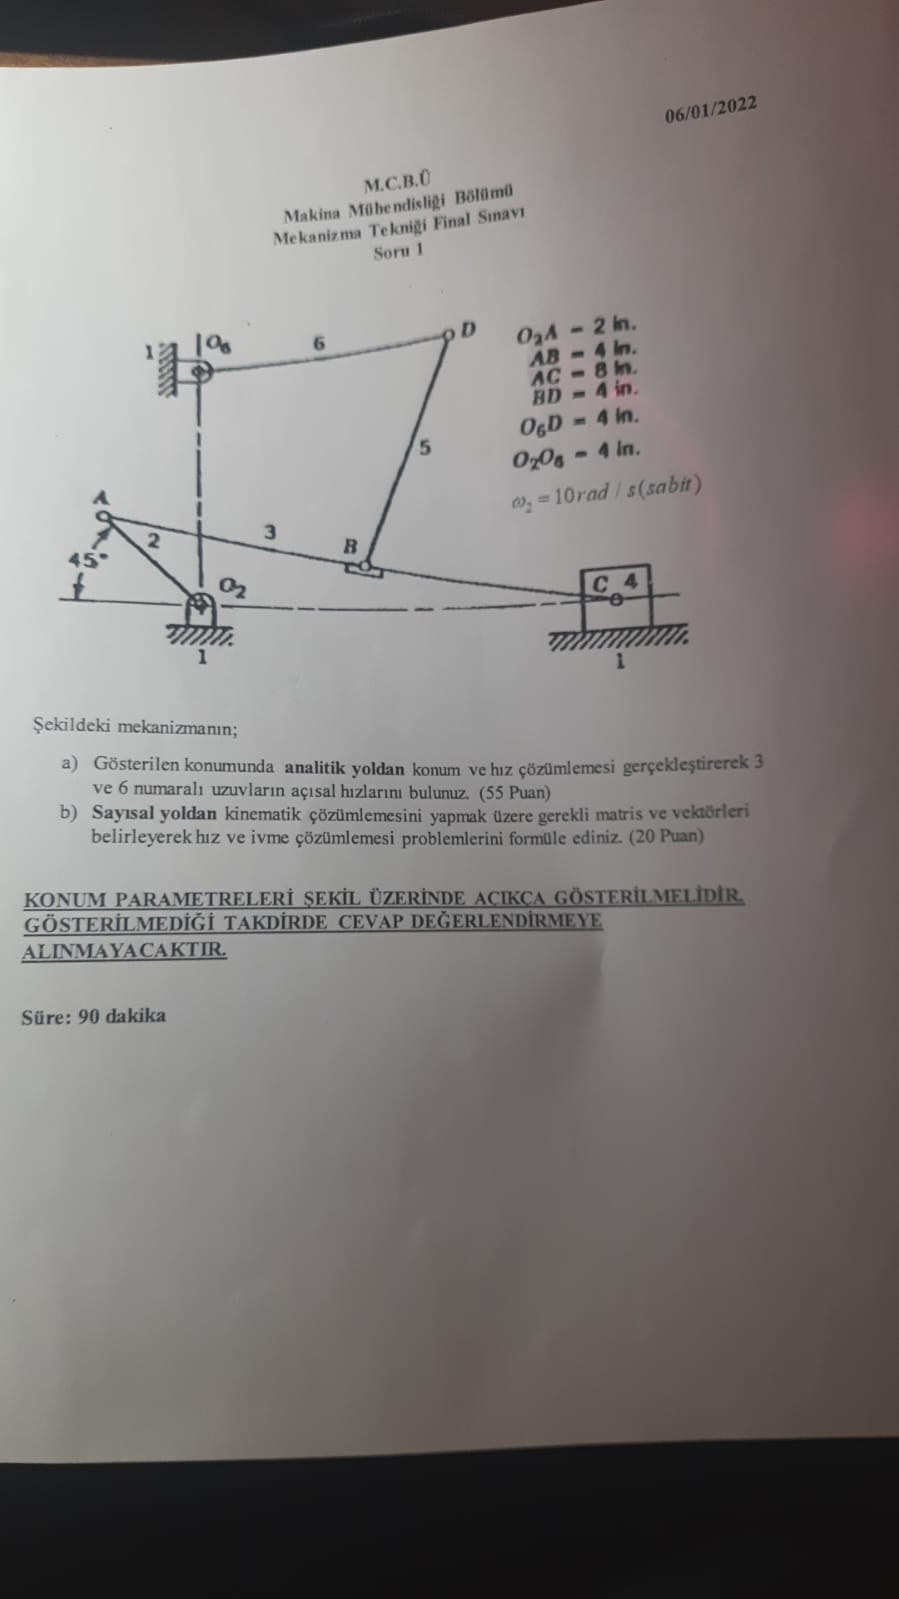 06/01/2022
M.C.B.Ü
Makina Mühendisliği Bölümü
Mekanizma Tekniği Final Sınavı
Soru 1
1
O6
6
D
O2A = 2 in.
AB = 4 in.
AC = 8 in.
BD = 4 in.
O6D = 4 in.
O2O6 = 4 in.
ω2 = 10rad / s(sabit)
5
A
2
3
B
45°
O2
C 4
1
1
Şekildeki mekanizmanın;
a) Gösterilen konumunda analitik yoldan konum ve hız çözümlemesi gerçekleştirerek 3
ve 6 numaralı uzuvların açısal hızlarını bulunuz. (55 Puan)
b) Sayısal yoldan kinematik çözümlemesini yapmak üzere gerekli matris ve vektörleri
belirleyerek hız ve ivme çözümlemesi problemlerini formüle ediniz. (20 Puan)
KONUM PARAMETRELERİ ŞEKİL ÜZERİNDE AÇIKÇA GÖSTERİLMELİDİR.
GÖSTERİLMEDİĞİ TAKDİRDE CEVAP DEĞERLENDİRMEYE
ALINMAYACAKTIR.
Süre: 90 dakika